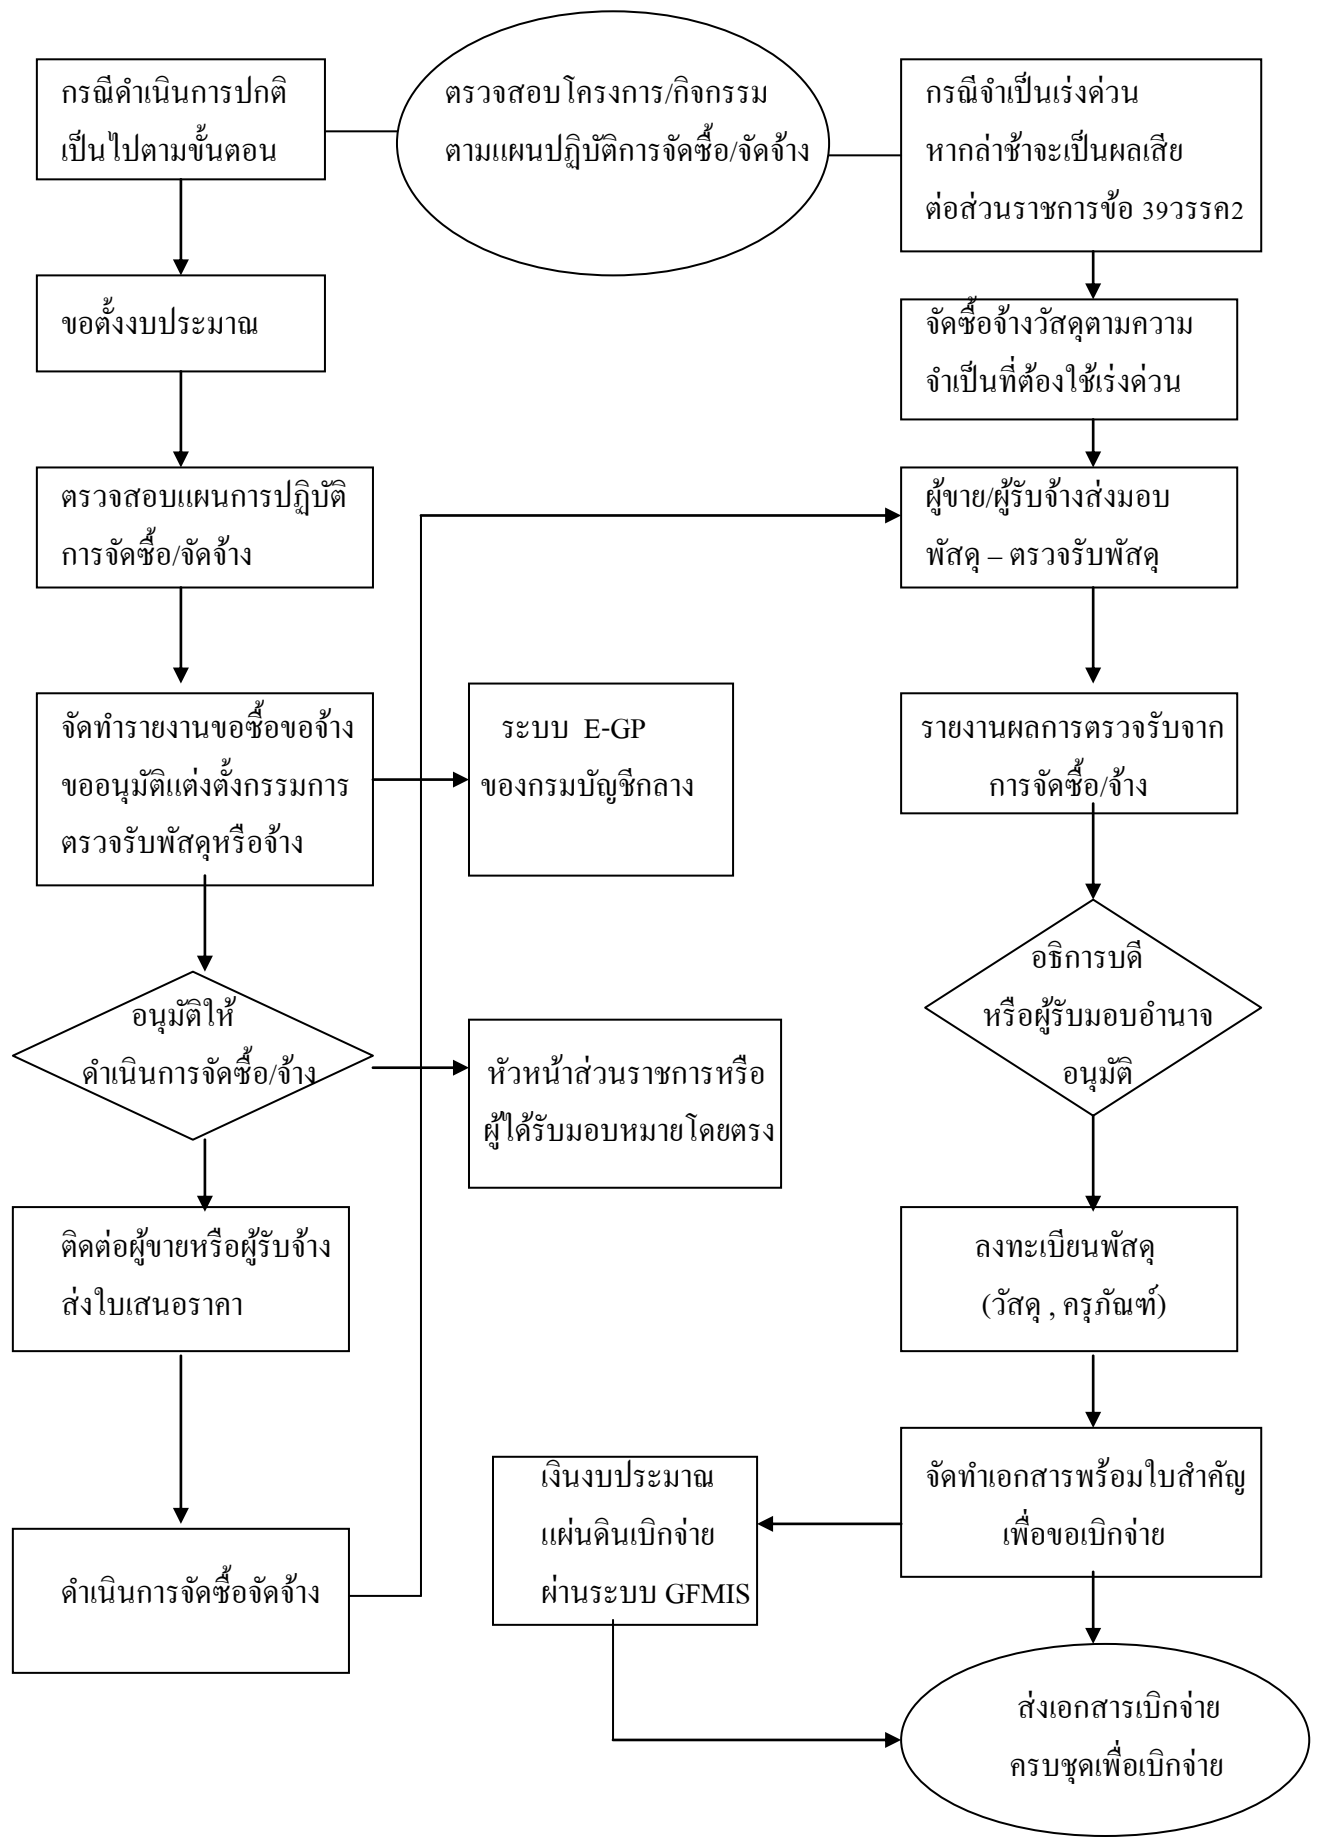 กรณีดำเนินการปกติ
เป็นไปตามขั้นตอน
ตรวจสอบโครงการ/กิจกรรม
ตามแผนปฏิบัติการจัดซื้อ/จัดจ้าง
กรณีจำเป็นเร่งด่วน
หากล่าช้าจะเป็นผลเสีย
ต่อส่วนราชการข้อ 39วรรค2
ขอตั้งงบประมาณ
จัดซื้อจ้างวัสดุตามความ
จำเป็นที่ต้องใช้เร่งด่วน
ตรวจสอบแผนการปฏิบัติ
การจัดซื้อ/จัดจ้าง
ผู้ขาย/ผู้รับจ้างส่งมอบ
พัสดุ – ตรวจรับพัสดุ
จัดทำรายงานขอซื้อขอจ้าง
ขออนุมัติแต่งตั้งกรรมการ
ตรวจรับพัสดุหรือจ้าง
ระบบ E-GP
ของกรมบัญชีกลาง
รายงานผลการตรวจรับจาก
การจัดซื้อ/จ้าง
อนุมัติให้
ดำเนินการจัดซื้อ/จ้าง
หัวหน้าส่วนราชการหรือ
ผู้ได้รับมอบหมายโดยตรง
อธิการบดี
หรือผู้รับมอบอำนาจ
อนุมัติ
ติดต่อผู้ขายหรือผู้รับจ้าง
ส่งใบเสนอราคา
ลงทะเบียนพัสดุ
(วัสดุ , ครุภัณฑ์)
ดำเนินการจัดซื้อจัดจ้าง
เงินงบประมาณ
แผ่นดินเบิกจ่าย
ผ่านระบบ GFMIS
จัดทำเอกสารพร้อมใบสำคัญ
เพื่อขอเบิกจ่าย
ส่งเอกสารเบิกจ่าย
ครบชุดเพื่อเบิกจ่าย